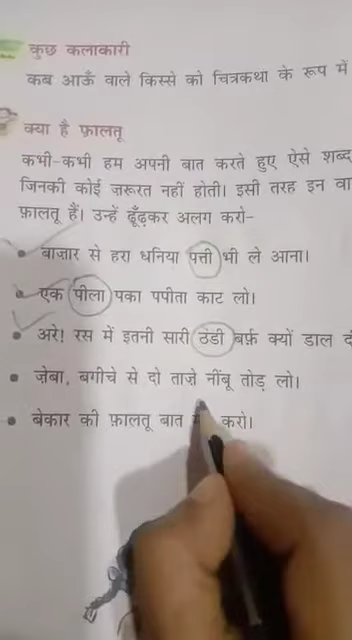 कुछ कलाकारी
कब आऊँ वाले किस्से को चित्रकथा के रूप में
क्या है फ़ालतू
कभी-कभी हम अपनी बात करते हुए ऐसे शब्द
जिनकी कोई ज़रूरत नहीं होती। इसी तरह इन वा
फ़ालतू हैं। उन्हें ढूँढ़कर अलग करो-
बाज़ार से हरा धनिया पत्ती भी ले आना।
एक पीला पका पपीता काट लो।
अरे! रस में इतनी सारी ठंडी बर्फ़ क्यों डाल दी
ज़ेबा, बगीचे से दो ताज़े नींबू तोड़ लो।
बेकार की फ़ालतू बात करो।